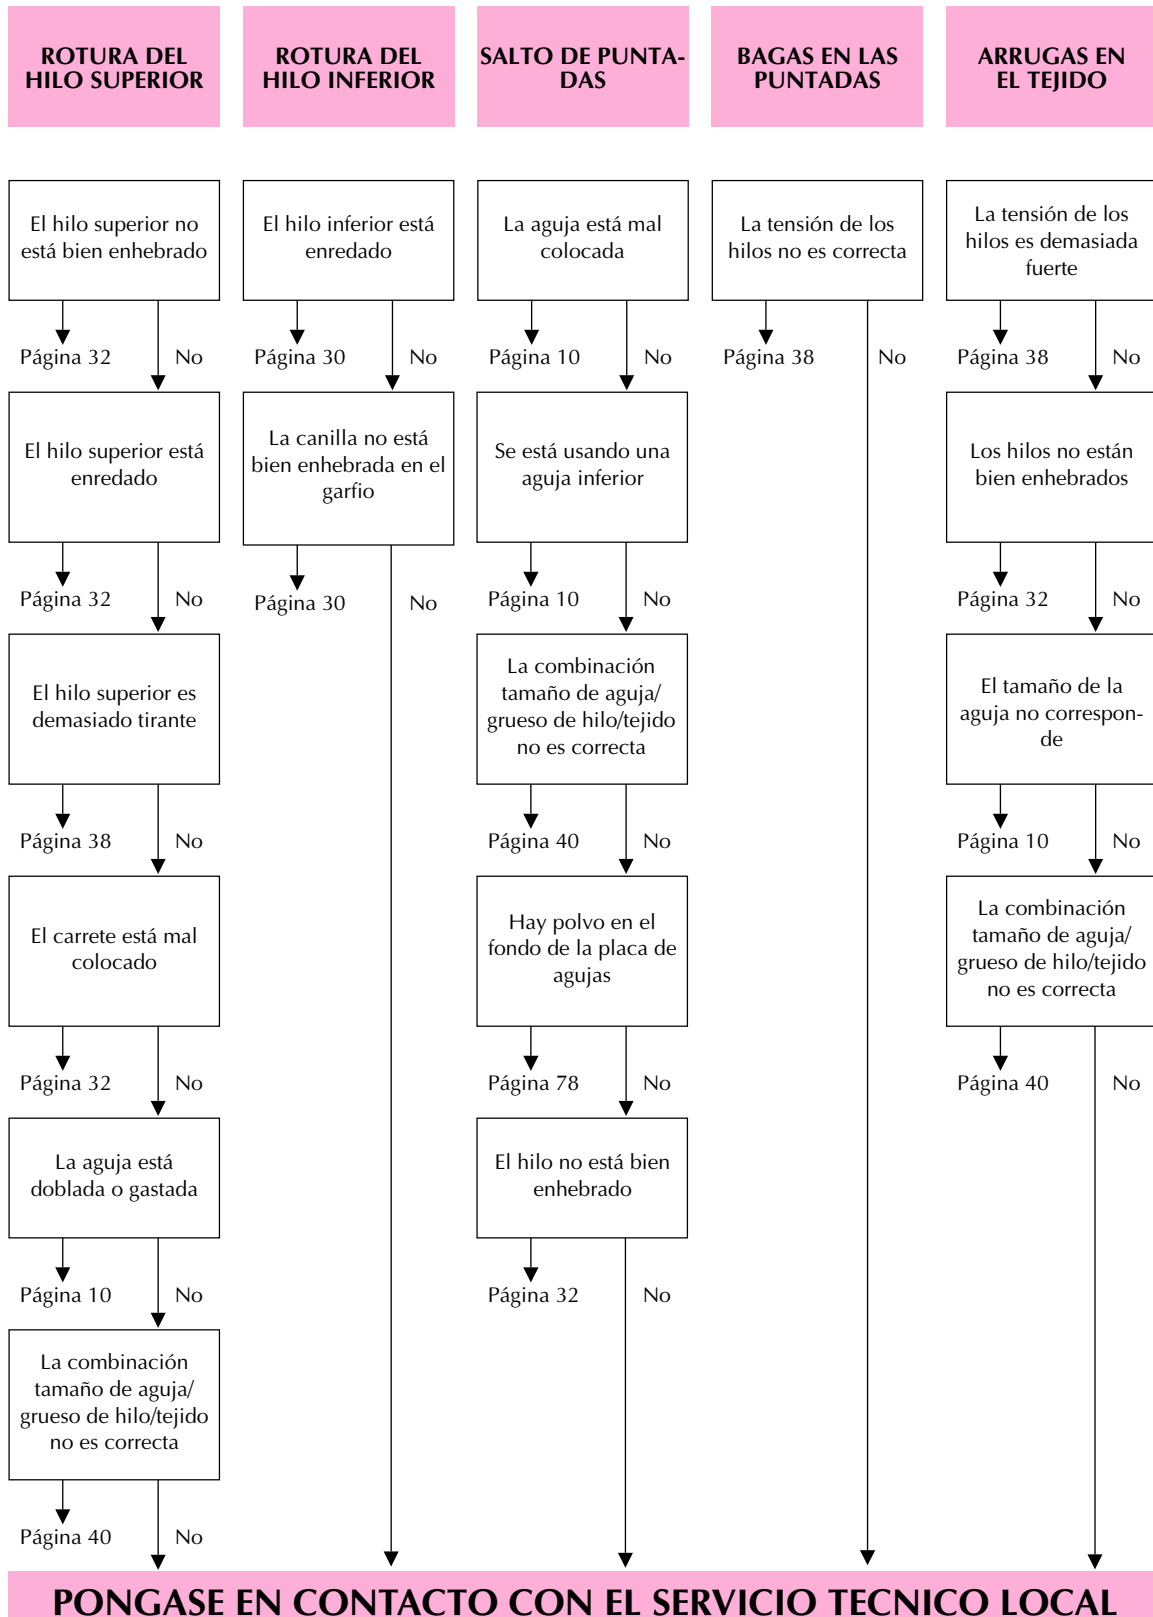 ROTURA DEL
HILO SUPERIOR
ROTURA DEL
HILO INFERIOR
SALTO DE PUNTA-
DAS
BAGAS EN LAS
PUNTADAS
ARRUGAS EN
EL TEJIDO
El hilo superior no
está bien enhebrado
Página 32
No
El hilo superior está
enredado
Página 32
No
El hilo superior es
demasiado tirante
Página 38
No
El carrete está mal
colocado
Página 32
No
La aguja está
doblada o gastada
Página 10
No
La combinación
tamaño de aguja/
grueso de hilo/tejido
no es correcta
Página 40
No
El hilo inferior está
enredado
Página 30
No
La canilla no está
bien enhebrada en el
garfio
Página 30
No
La aguja está mal
colocada
Página 10
No
Se está usando una
aguja inferior
Página 10
No
La combinación
tamaño de aguja/
grueso de hilo/tejido
no es correcta
Página 40
No
Hay polvo en el
fondo de la placa de
agujas
Página 78
No
El hilo no está bien
enhebrado
Página 32
No
La tensión de los
hilos no es correcta
Página 38
No
La tensión de los
hilos es demasiada
fuerte
Página 38
No
Los hilos no están
bien enhebrados
Página 32
No
El tamaño de la
aguja no correspon-
de
Página 10
No
La combinación
tamaño de aguja/
grueso de hilo/tejido
no es correcta
Página 40
No
PONGASE EN CONTACTO CON EL SERVICIO TECNICO LOCAL